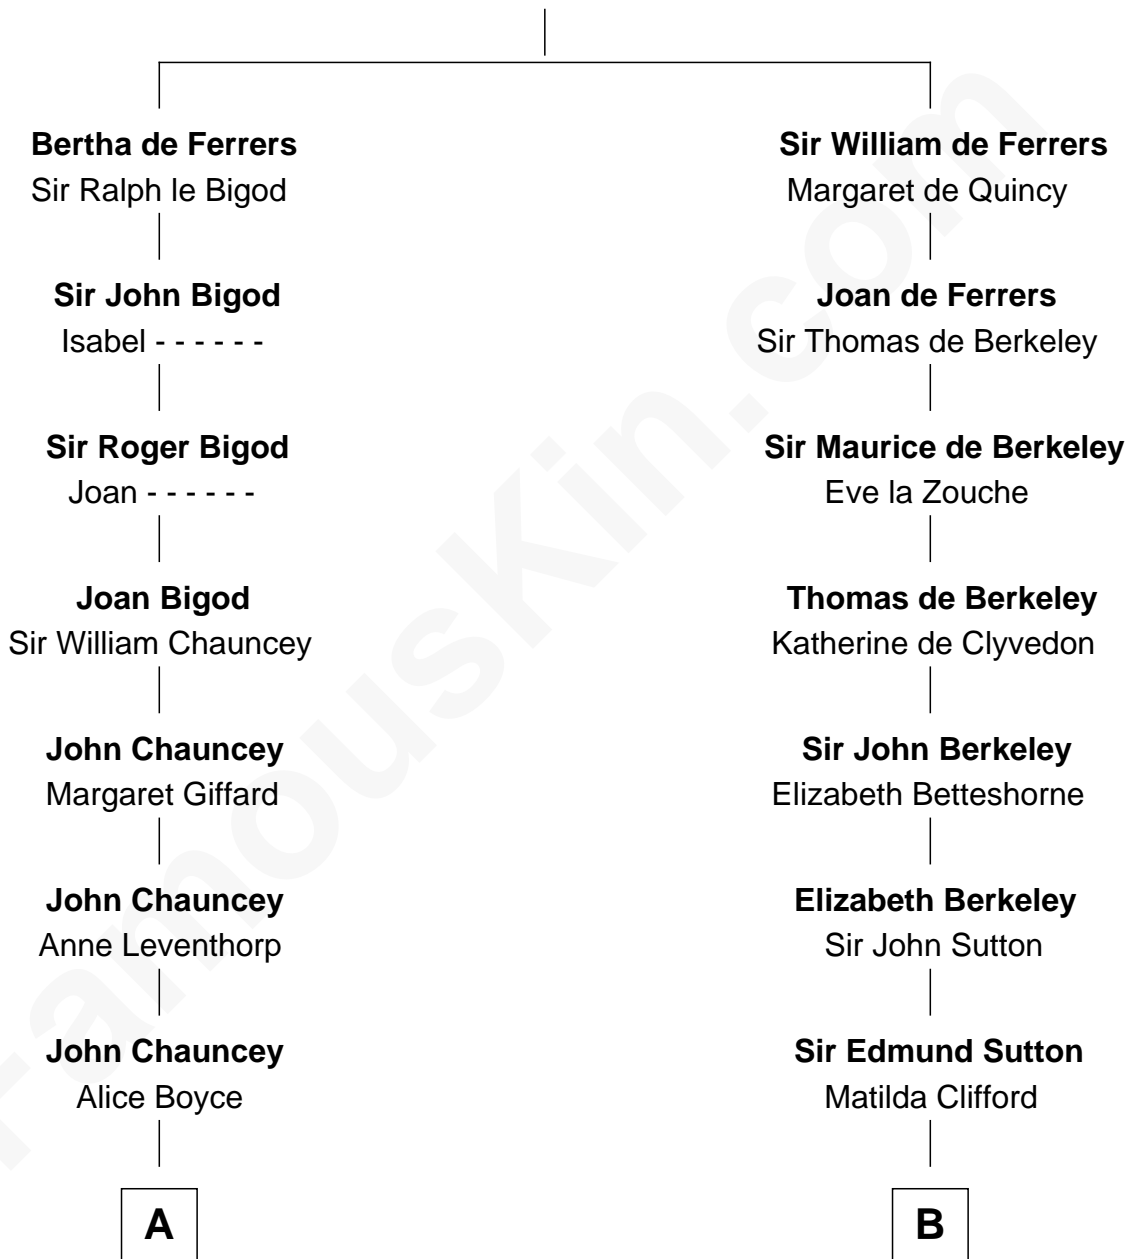 Bertha de Ferrers
Sir Ralph le Bigod
Sir John Bigod
Isabel - - - - - -
Sir Roger Bigod
Joan - - - - - -
Joan Bigod
Sir William Chauncey
John Chauncey
Margaret Giffard
John Chauncey
Anne Leventhorp
John Chauncey
Alice Boyce
A
Sir William de Ferrers
Margaret de Quincy
Joan de Ferrers
Sir Thomas de Berkeley
Sir Maurice de Berkeley
Eve la Zouche
Thomas de Berkeley
Katherine de Clyvedon
Sir John Berkeley
Elizabeth Betteshorne
Elizabeth Berkeley
Sir John Sutton
Sir Edmund Sutton
Matilda Clifford
B
FamousKin.com